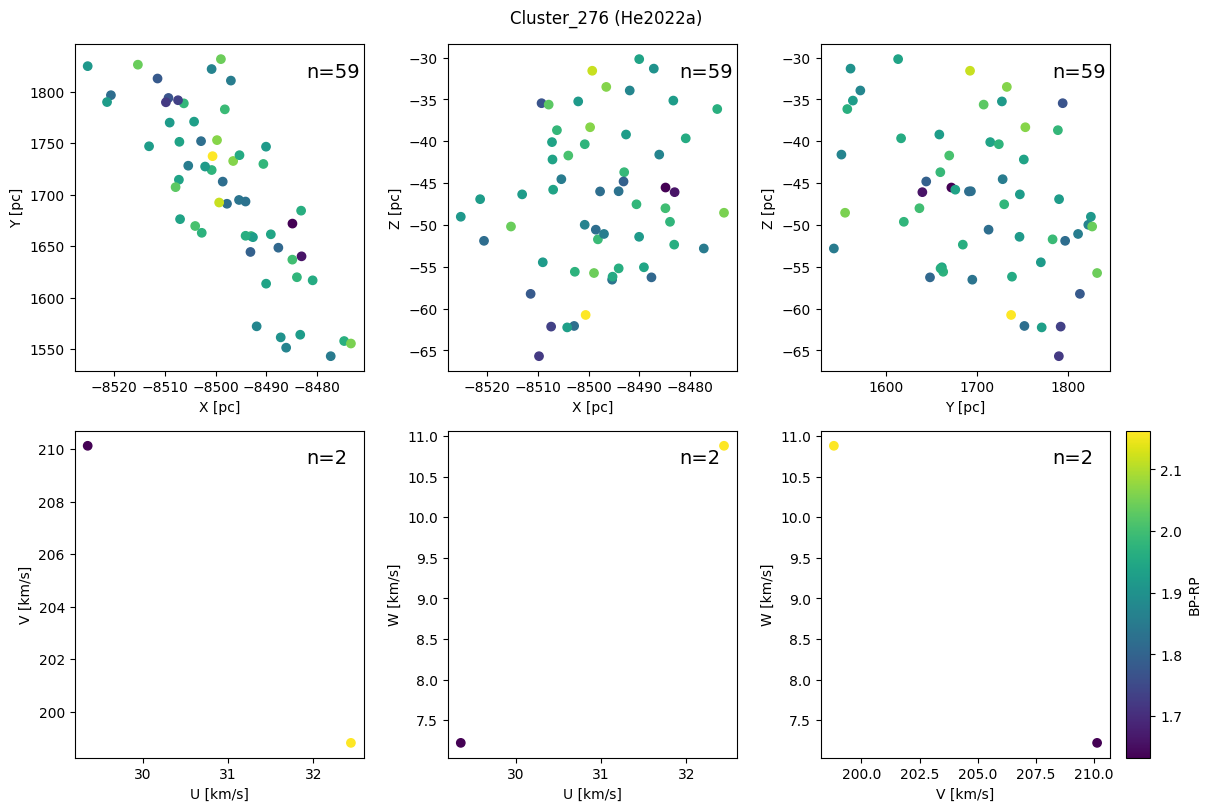 Cluster_276 (He2022a)
n=59
1800
1750
1700
1650
1600
1550
Y [pc]
−8520 −8510 −8500 −8490 −8480
X [pc]
n=59
−30
−35
−40
−45
−50
−55
−60
−65
Z [pc]
−8520 −8510 −8500 −8490 −8480
X [pc]
n=59
−30
−35
−40
−45
−50
−55
−60
−65
Z [pc]
1600 1700 1800
Y [pc]
n=2
210
208
206
204
202
200
V [km/s]
30 31 32
U [km/s]
n=2
11.0
10.5
10.0
9.5
9.0
8.5
8.0
7.5
W [km/s]
30 31 32
U [km/s]
n=2
11.0
10.5
10.0
9.5
9.0
8.5
8.0
7.5
W [km/s]
200.0 202.5 205.0 207.5 210.0
V [km/s]
2.1
2.0
1.9
1.8
1.7
BP-RP